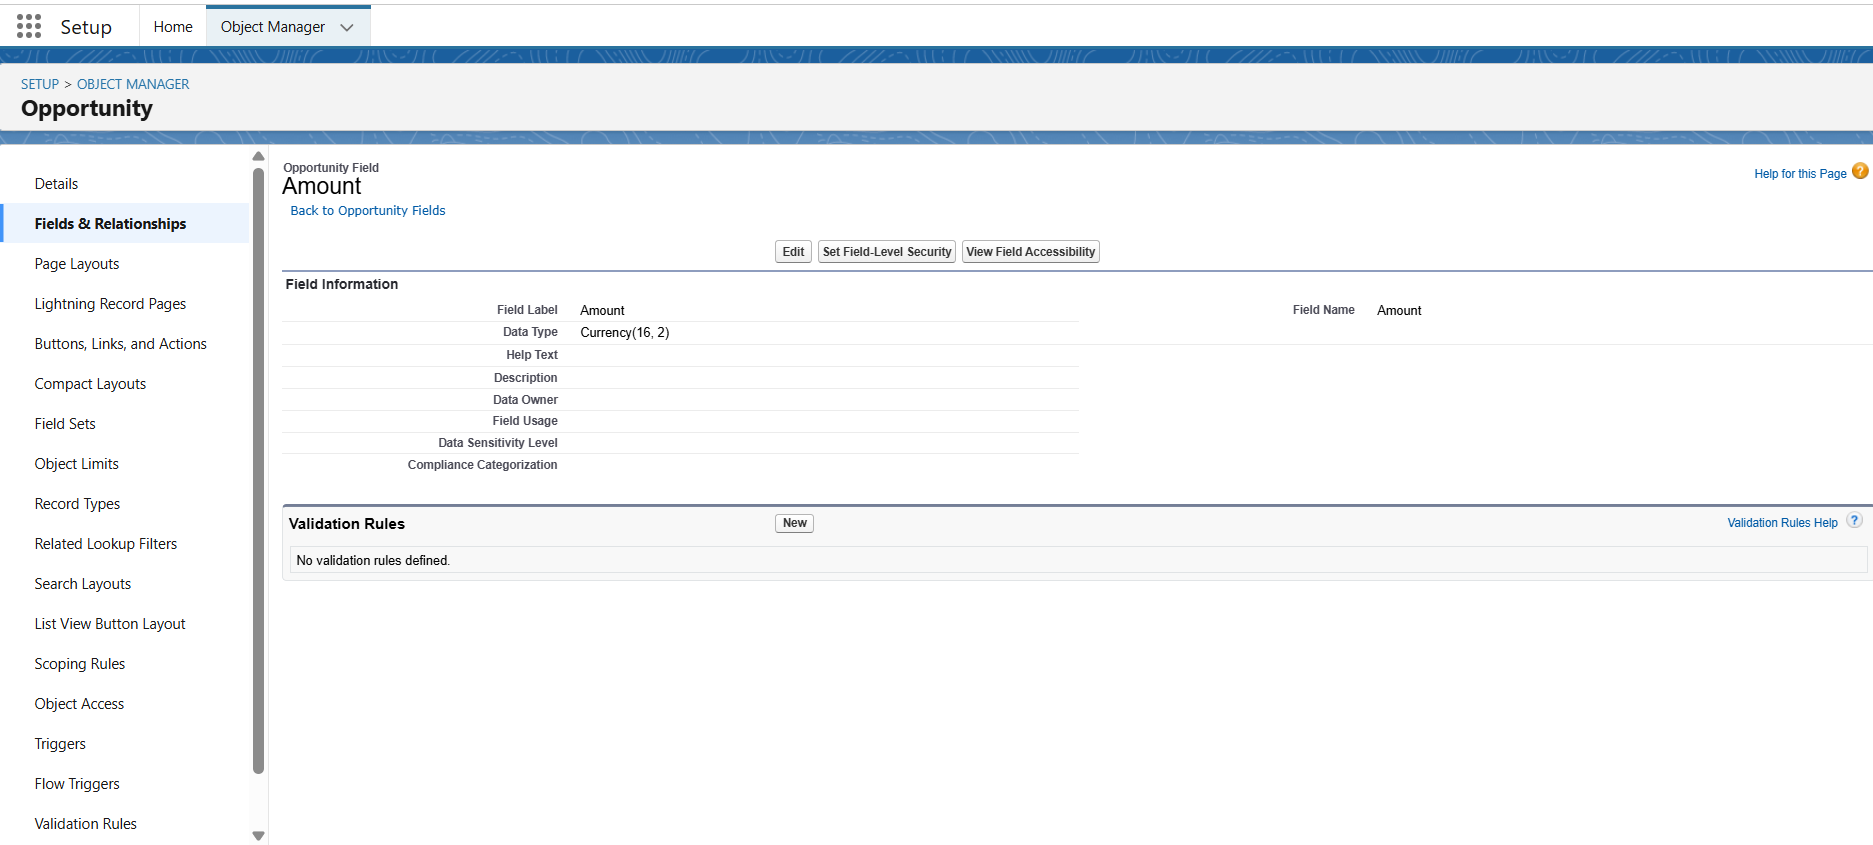 Setup
Home
Object Manager
SETUP > OBJECT MANAGER
Opportunity
Details
Fields & Relationships
Page Layouts
Lightning Record Pages
Buttons, Links, and Actions
Compact Layouts
Field Sets
Object Limits
Record Types
Related Lookup Filters
Search Layouts
List View Button Layout
Scoping Rules
Object Access
Triggers
Flow Triggers
Validation Rules
Opportunity Field
Amount
Back to Opportunity Fields
Help for this Page ?
Edit
Set Field-Level Security
View Field Accessibility
Field Information
Field Label Amount
Field Name Amount
Data Type Currency(16, 2)
Help Text
Description
Data Owner
Field Usage
Data Sensitivity Level
Compliance Categorization
Validation Rules
New
Validation Rules Help ?
No validation rules defined.